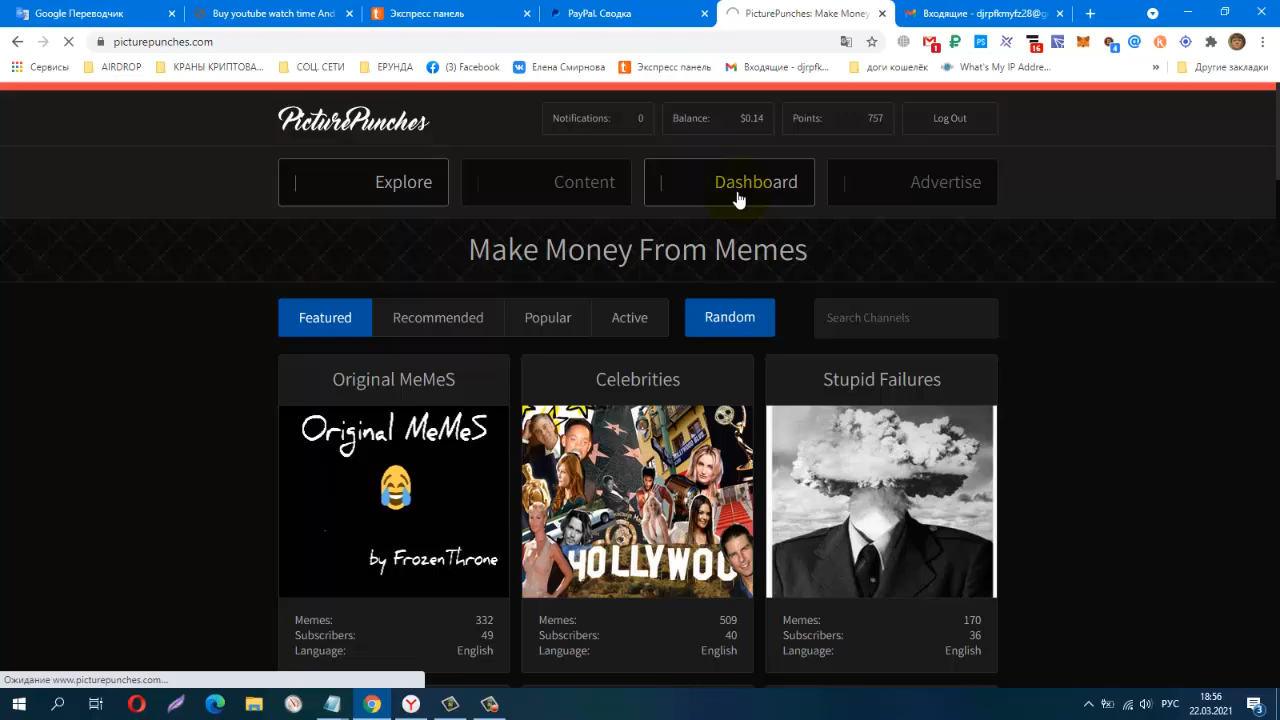 Google Переводчик
Buy youtube watch time And
Экспресс панель
PayPal. Сводка
PicturePunches: Make Money
Входящие - djrpfkmyfz28@g
picturepunches.com
1
16
4
Сервисы
AIRDROP
КРАНЫ КРИПТОВА...
СОЦ. СЕТИ
ЕРУНДА
(3) Facebook
Елена Смирнова
Экспресс панель
Входящие - djrpfk...
доги кошелёк
What's My IP Addre...
Другие закладки
PicturePunches
Notifications: 0
Balance: $0.14
Points: 757
Log Out
Explore
Content
Dashboard
Advertise
Make Money From Memes
Featured
Recommended
Popular
Active
Random
Search Channels
Original MeMeS
Celebrities
Stupid Failures
Original MeMeS
by FrozenThrone
HOLLYWOO
Memes: 332
Subscribers: 49
Language: English
Memes: 509
Subscribers: 40
Language: English
Memes: 170
Subscribers: 36
Language: English
Ожидание www.picturepunches.com...
РУС
18:56
22.03.2021
3